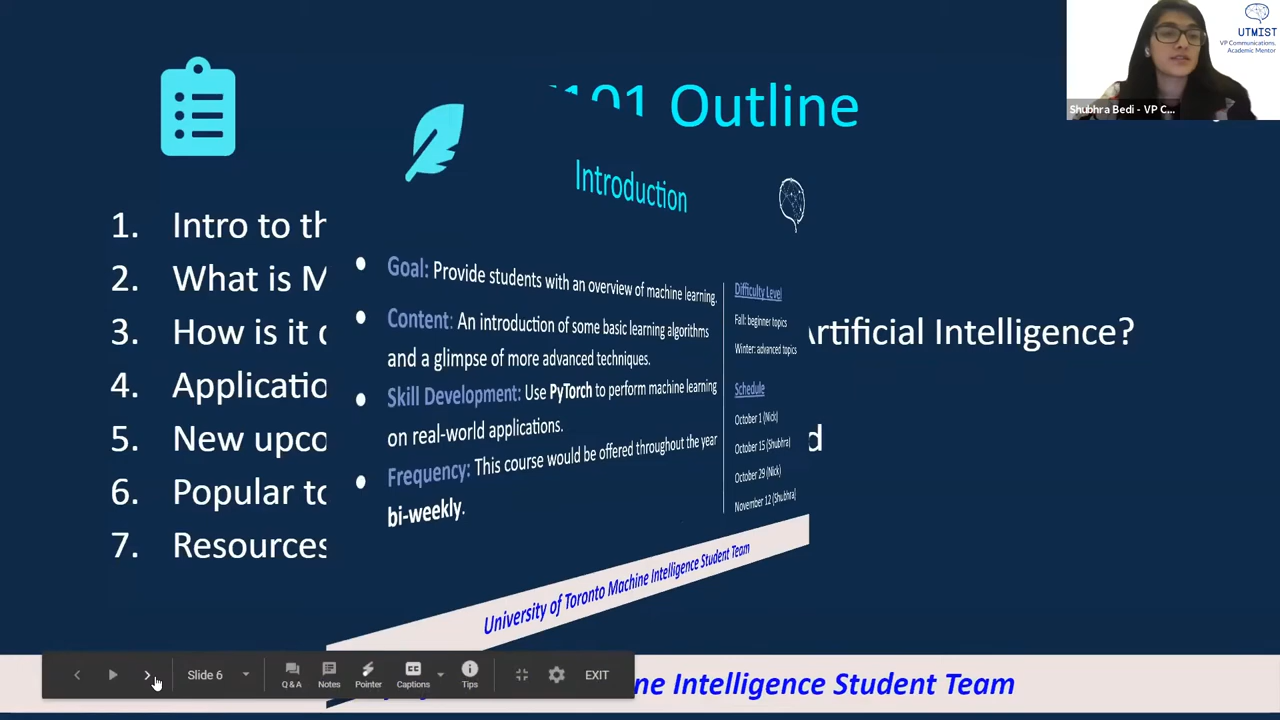 UTMIST
VP Communications,
Academic Mentor
Shubhra Bedi - VP C...
101 Outline
Introduction
1. Intro to th
2. What is M
3. How is it d
Artificial Intelligence?
4. Applicatio
5. New upco
d
6. Popular to
7. Resources
• Goal: Provide students with an overview of machine learning.
• Content: An introduction of some basic learning algorithms
and a glimpse of more advanced techniques.
• Skill Development: Use PyTorch to perform machine learning
on real-world applications.
• Frequency: This course would be offered throughout the year
bi-weekly.
Difficulty Level
Fall: beginner topics
Winter: advanced topics
Schedule
October 1 (Nick)
October 15 (Shubhra)
October 29 (Nick)
November 12 (Shubhra)
University of Toronto Machine Intelligence Student Team
ne Intelligence Student Team
Slide 6
Q & A
Notes
Pointer
CC
Captions
Tips
EXIT